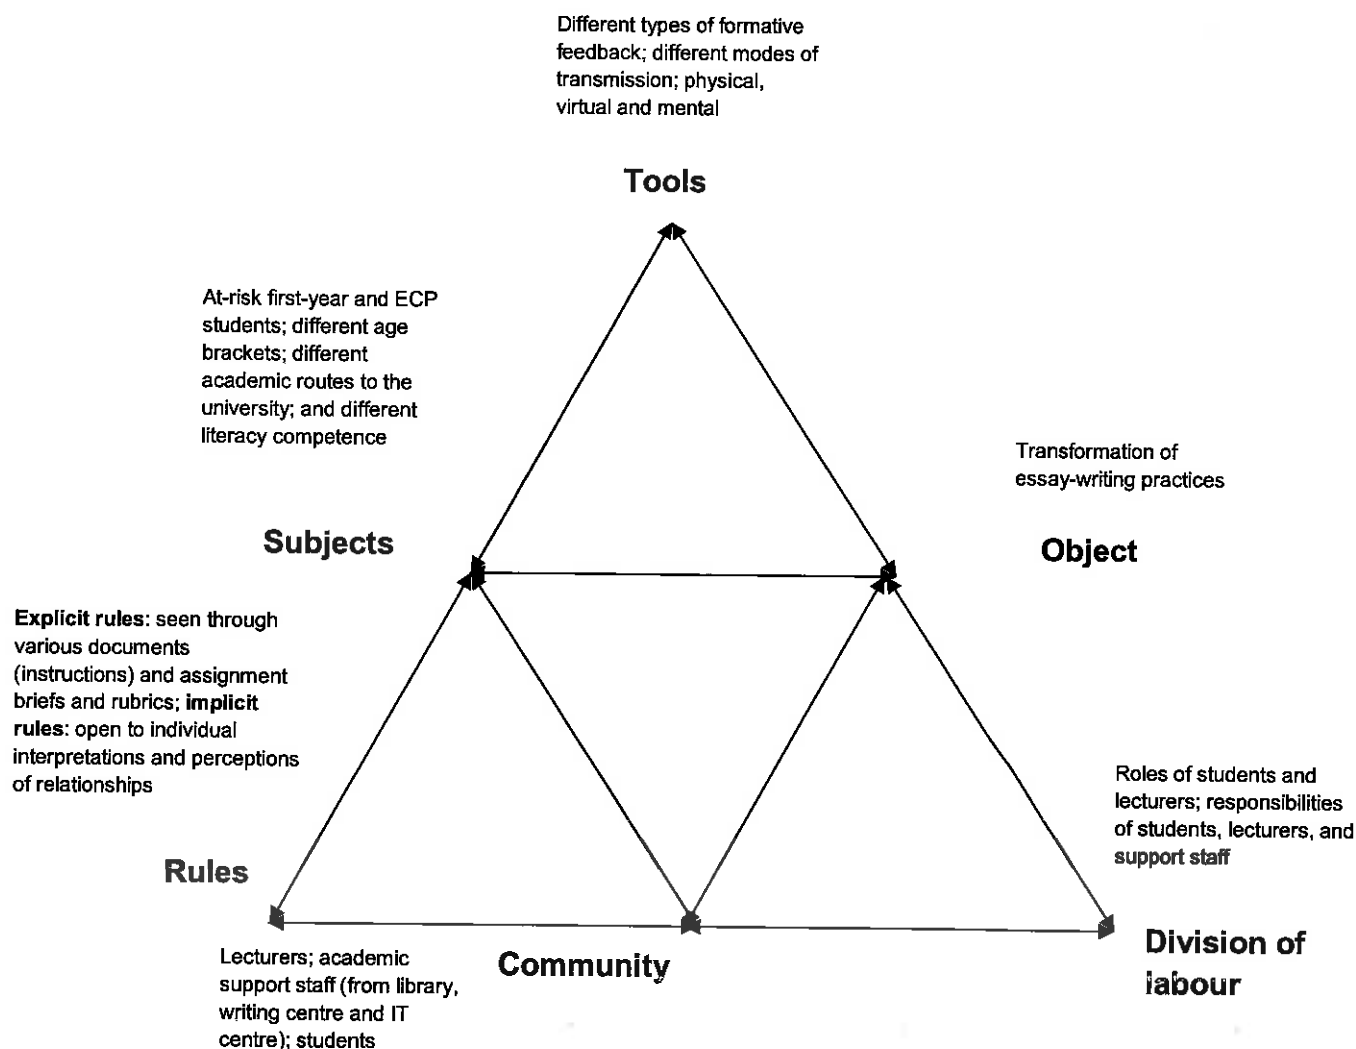 Different types of formative
feedback; different modes of
transmission; physical,
virtual and mental
Tools
At-risk first-year and ECP
students; different age
brackets; different
academic routes to the
university; and different
literacy competence
Transformation of
essay-writing practices
Subjects
Object
Explicit rules: seen through
various documents
(instructions) and assignment
briefs and rubrics; implicit
rules: open to individual
interpretations and perceptions
of relationships
Roles of students and
lecturers; responsibilities
of students, lecturers, and
support staff
Rules
Lecturers; academic
support staff (from library,
writing centre and IT
centre); students
Community
Division of
labour